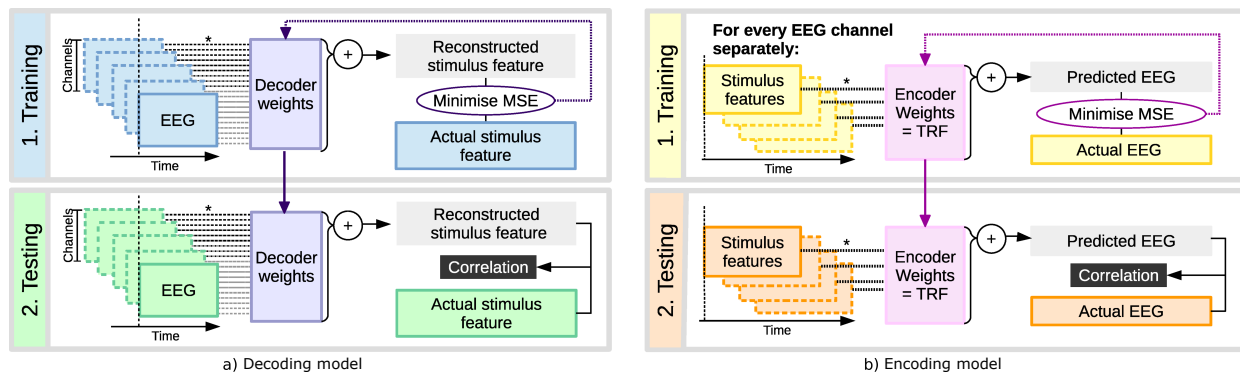 1. Training
Channels
*
EEG
Time
Decoder
weights
+
Reconstructed
stimulus feature
Minimise MSE
Actual stimulus
feature
2. Testing
Channels
*
EEG
Time
Decoder
weights
+
Reconstructed
stimulus feature
Correlation
Actual stimulus
feature
a) Decoding model
1. Training
For every EEG channel
separately:
Stimulus
features
*
Time
Encoder
Weights
= TRF
+
Predicted EEG
Minimise MSE
Actual EEG
2. Testing
Stimulus
features
*
Time
Encoder
Weights
= TRF
+
Predicted EEG
Correlation
Actual EEG
b) Encoding model